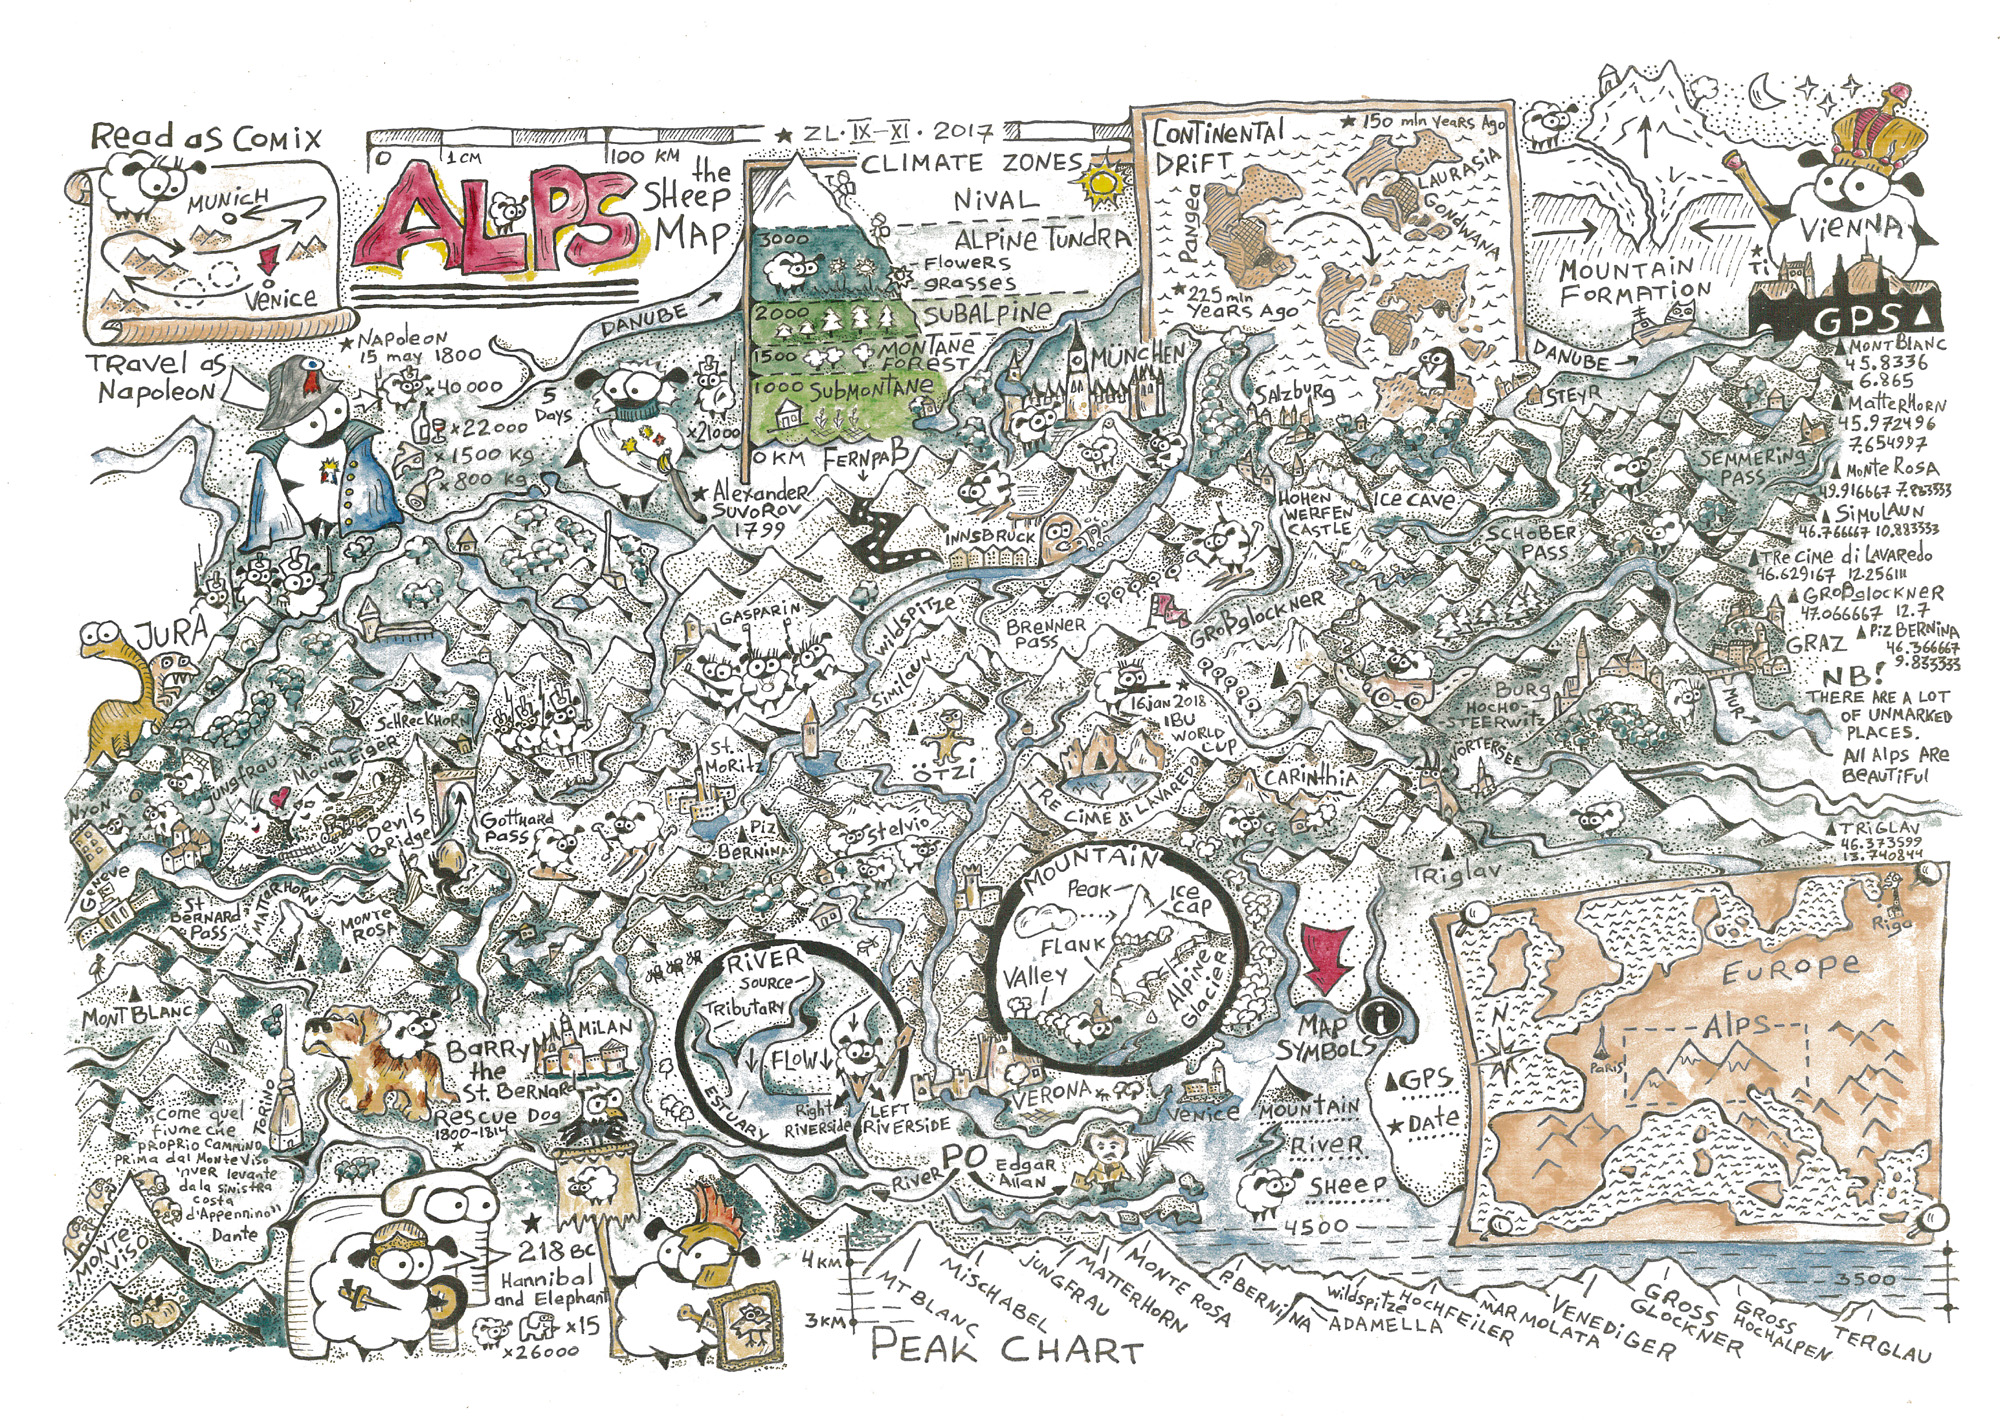 Read as Comix
MUNICH
VENICE
0
1 CM
100 KM
ALPS
the
SHeep
MAP
★ ZL·IX–XI·2017
CLIMATE ZONES
NiVAL
ALPiNE TUNDRA
FLOWERS
grasses
SUBALPiNE
MONTANE
FOREST
SUBMONTANE
3000
2000
1500
1000
0 KM
CONTiNENTAL
DRiFT
★ 150 mln Years Ago
LAURASIA
GONDWANA
Pangea
★ 225 mln
Years Ago
MOUNTAiN
FORMATiON
ViENNA
★ Ti
GPS ▲
▲ MONT BLANC
45.8336
6.865
▲ MATTERHORN
45.972496
7.654997
▲ MONTE ROSA
49.916667 7.883333
▲ SiMULAUN
46.766667 10.883333
▲ TRe Cime di LAVARedo
46.629167 12.256111
▲ GROßgLOCKNER
47.066667 12.7
▲ PiZ BERNiNA
46.366667
9.833333
NB!
THERE ARE A LOT
OF UNMARKED
PLACES.
All Alps Are
BeAUTiFUL
▲ TRiGLAV
46.373599
13.740844
TRAVEL as
Napoleon
★ Napoleon
15 may 1800
x 40 000
x 22 000
x 1500 kg
x 800 kg
5
Days
x21000
★ Alexander
SUVOROV
1799
DANUBE
DANUBE
FERNPAß
MÜNCHEN
SALZburg
STEYR
SEMMERiNg
PASS
HOHEN
WERFEN
CASTLE
ICE CAVE
SCHOBER
PASS
INNSBRUCK
JURA
GASPARiN
WiLDSPiTZE
SiMiLAUN
BRENNER
PASS
GROßgLOCKNER
GRAZ
MUR
BURG
HOCHO-
STEERWiTZ
WÖRTERSEE
SCHRECKHORN
JUNGFRAU
MÖNCH
EiGER
ÖTZi
★
16 jan 2018
IBU
WORLD
CUP
ST.
MoRiTZ
PiZ
BERNiNA
STeLViO
TRE
CiME di LAVAREDO
CARiNTHiA
TRiglav
NYON
Geneve
DeviLs
Bridge
GOTTHARD
PASS
ST
BERNARD
PASS
MATTERHORN
MONTE
ROSA
MONT BLANC
MOUNTAiN
Peak
ICE
CAP
FLANK
Valley
Alpine
Glacier
RiVER
SOURCE
TRibutary
FLOW
ESTUARY
Right
RiVERSiDE
LEFT
RiVERSIDE
MiLAN
BaRRY
the
St. BeRNaRd
RESCUE DOg
1800-1814
★
TORiNO
"Come quel
fiume che
proprio cammino
prima dal Monte Viso
'nver levante
da la sinistra
costa
d'Appennino"
Dante
MONTE
ViSO
★
218 BC
Hannibal
and Elephant
x15
x26000
VERONA
VENiCE
RiVER
PO
Edgar
Allan
MAP
SYMBOLS
i
MOUNTAiN
RiVER
SHeep
▲ GPS
★ Date
EUROPe
ALps
Paris
Riga
N
4500
4 KM
3 KM
3500
MT BLANC
MiSCHABEL
JUNGFRAU
MATTERHORN
MONTE ROSA
P. BERNiNA
WiLDSPiTZE
ADAMELLA
HOCHFEiLER
MARMOLATA
VENEDiGER
GROSS
GLOCKNER
GROSS
HOCHALPEN
TERGLAU
PEAK CHART